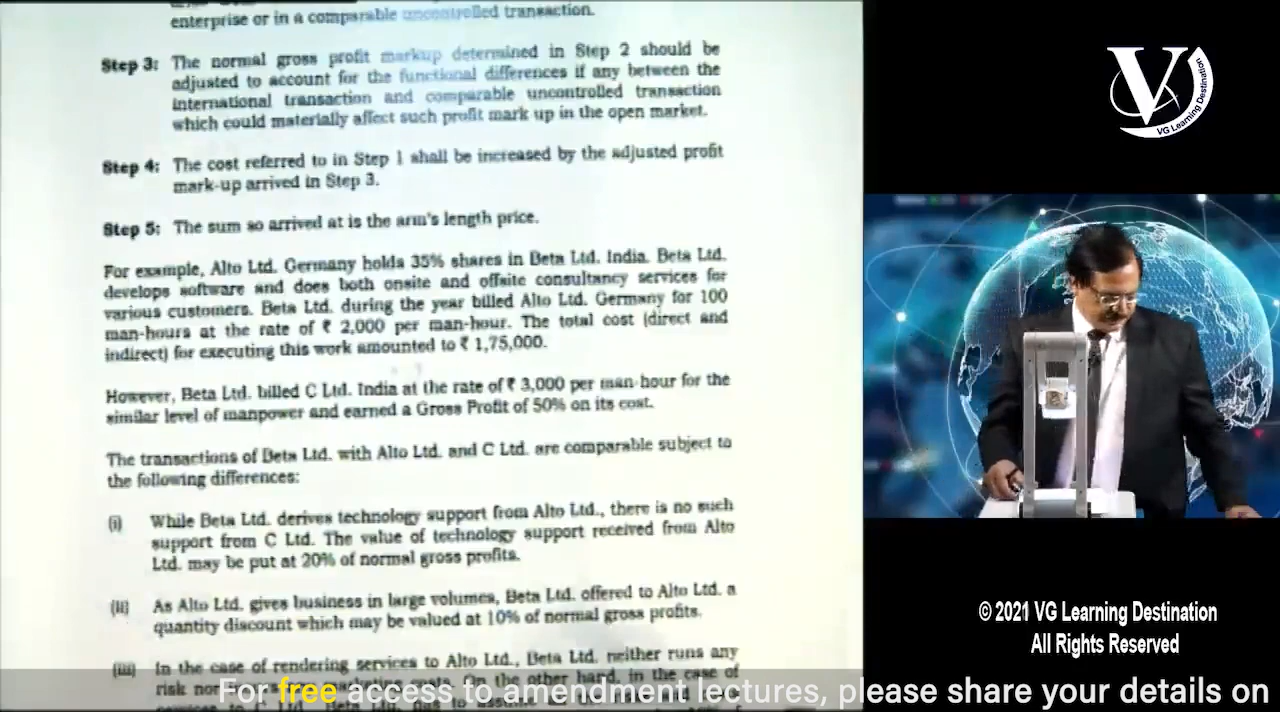 enterprise or in a comparable uncontrolled transaction.
Step 3: The normal gross profit markup determined in Step 2 should be
adjusted to account for the functional differences if any between the
international transaction and comparable uncontrolled transaction
which could materially affect such profit mark up in the open market.
Step 4: The cost referred to in Step 1 shall be increased by the adjusted profit
mark-up arrived in Step 3.
Step 5: The sum so arrived at is the arm's length price.
For example, Alto Ltd. Germany holds 35% shares in Beta Ltd. India. Beta Ltd.
develops software and does both onsite and offsite consultancy services for
various customers. Beta Ltd. during the year billed Alto Ltd. Germany for 100
man-hours at the rate of ₹ 2,000 per man-hour. The total cost (direct and
indirect) for executing this work amounted to ₹ 1,75,000.
However, Beta Ltd. billed C Ltd. India at the rate of ₹ 3,000 per man-hour for the
similar level of manpower and earned a Gross Profit of 50% on its cost.
The transactions of Beta Ltd. with Alto Ltd. and C Ltd. are comparable subject to
the following differences:
(i) While Beta Ltd. derives technology support from Alto Ltd., there is no such
support from C Ltd. The value of technology support received from Alto
Ltd. may be put at 20% of normal gross profits.
(ii) As Alto Ltd. gives business in large volumes, Beta Ltd. offered to Alto Ltd. a
quantity discount which may be valued at 10% of normal gross profits.
(iii) In the case of rendering services to Alto Ltd., Beta Ltd. neither runs any
risk nor On the other hand, in the case of
For free access to amendment lectures, please share your details on
V
VG Learning Destination
© 2021 VG Learning Destination
All Rights Reserved